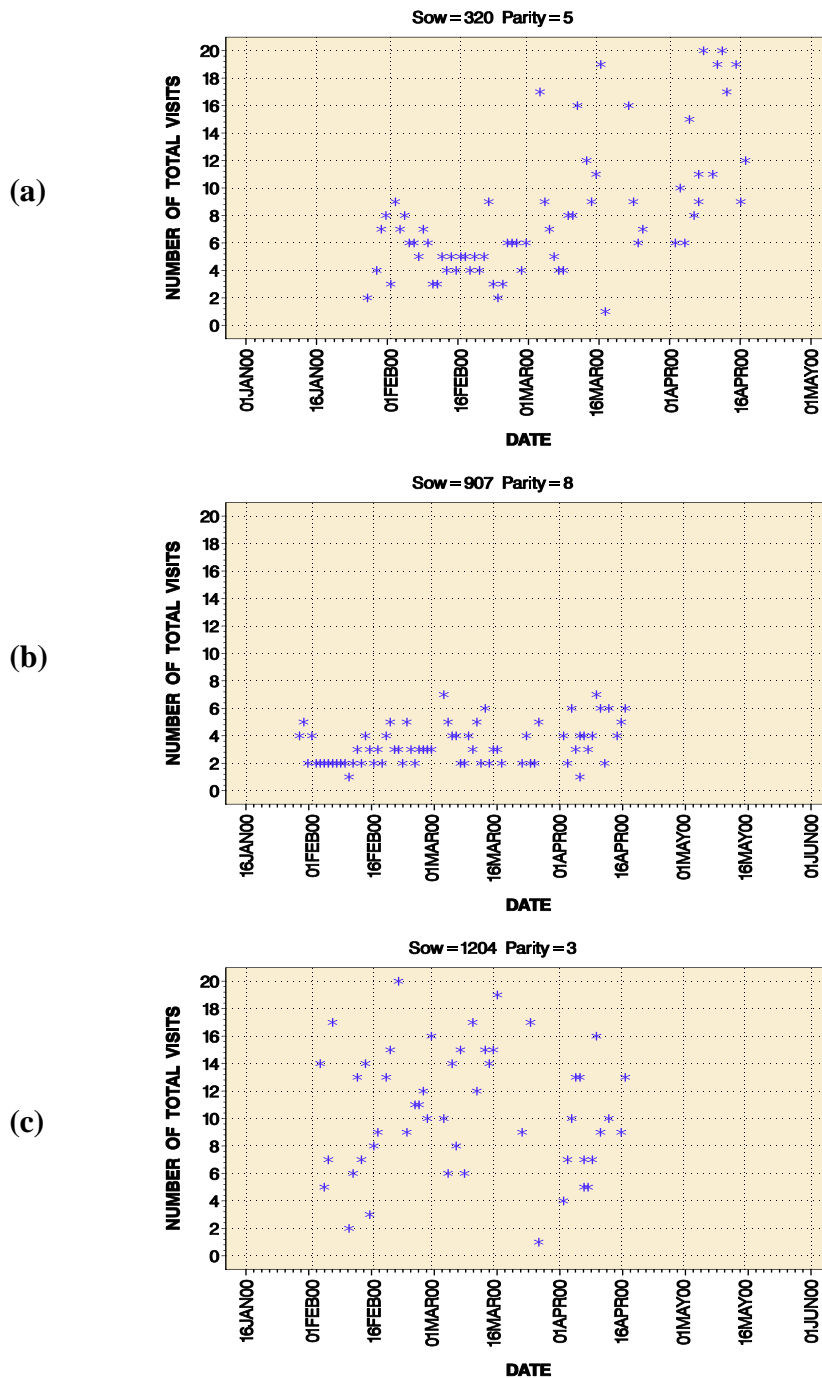 Sow=320 Parity=5
(a)
NUMBER OF TOTAL VISITS
20
18
16
14
12
10
8
6
4
2
0
01JAN00
16JAN00
01FEB00
16FEB00
01MAR00
16MAR00
01APR00
16APR00
01MAY00
DATE
Sow=907 Parity=8
(b)
NUMBER OF TOTAL VISITS
20
18
16
14
12
10
8
6
4
2
0
16JAN00
01FEB00
16FEB00
01MAR00
16MAR00
01APR00
16APR00
01MAY00
16MAY00
01JUN00
DATE
Sow=1204 Parity=3
(c)
NUMBER OF TOTAL VISITS
20
18
16
14
12
10
8
6
4
2
0
16JAN00
01FEB00
16FEB00
01MAR00
16MAR00
01APR00
16APR00
01MAY00
16MAY00
01JUN00
DATE